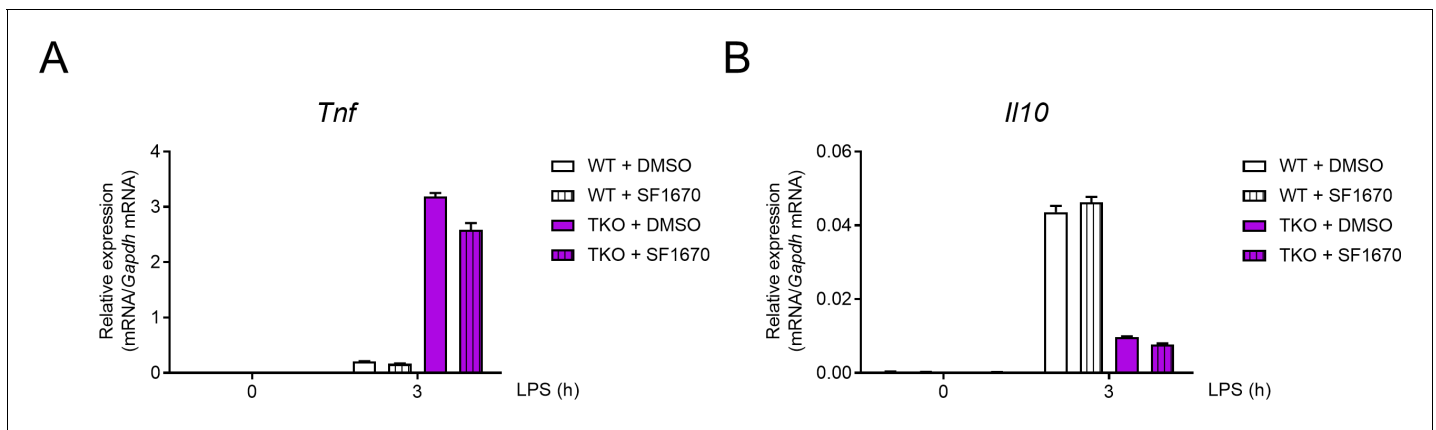 A
Tnf
Relative expression
(mRNA/Gapdh mRNA)
4
3
2
1
0
0
3
LPS (h)
WT + DMSO
WT + SF1670
TKO + DMSO
TKO + SF1670
B
Il10
Relative expression
(mRNA/Gapdh mRNA)
0.06
0.04
0.02
0.00
0
3
LPS (h)
WT + DMSO
WT + SF1670
TKO + DMSO
TKO + SF1670